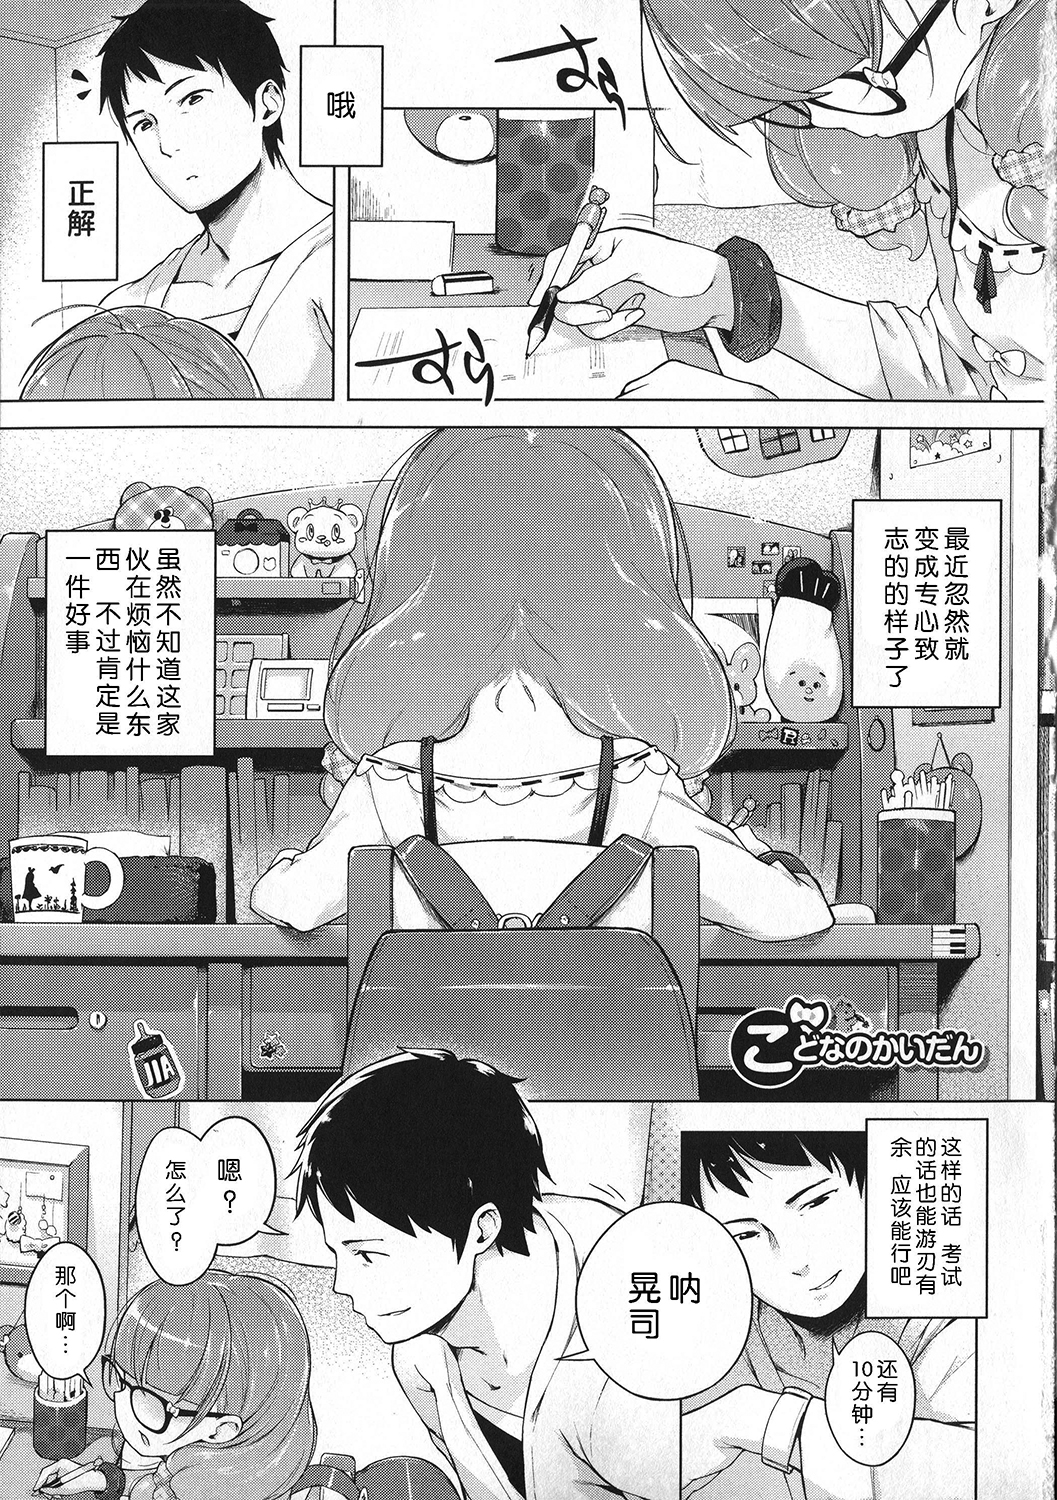 すら
すら
哦
正解
最近忽然就
变成专心致
志的的样子了
虽然不知道这家
伙在烦恼什么东
西 不过肯定是
一件好事
R
JIA
こどなのかいだん
这样的话 考试
的话也能游刃有
余 应该能行吧
还有
10分钟…
呐
晃司
嗯？
怎么了？
那个啊…